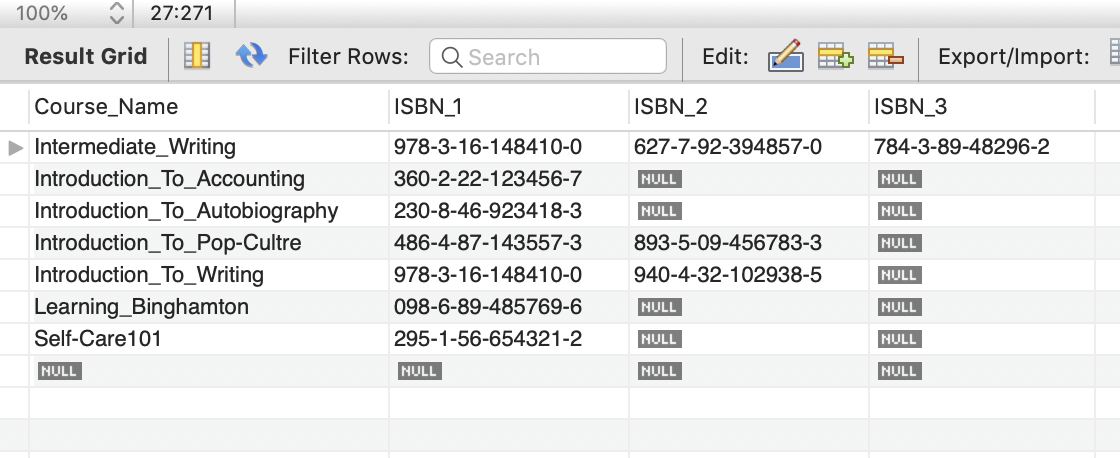 100% 27:271
Result Grid Filter Rows: Search Edit: Export/Import:
Course_Name ISBN_1 ISBN_2 ISBN_3
Intermediate_Writing 978-3-16-148410-0 627-7-92-394857-0 784-3-89-48296-2
Introduction_To_Accounting 360-2-22-123456-7 NULL NULL
Introduction_To_Autobiography 230-8-46-923418-3 NULL NULL
Introduction_To_Pop-Cultre 486-4-87-143557-3 893-5-09-456783-3 NULL
Introduction_To_Writing 978-3-16-148410-0 940-4-32-102938-5 NULL
Learning_Binghamton 098-6-89-485769-6 NULL NULL
Self-Care101 295-1-56-654321-2 NULL NULL
NULL NULL NULL NULL